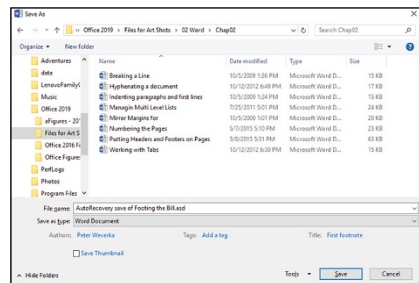 Save As
« Office 2019 › Files for Art Shots › 02 Word › Chap02
Search Chap02
Organize New folder
Name Date modified Type Size
Adventures
data
LenovoFamilyC
Music
Office 2019
aFigures - 201
Files for Art S
Office 2016 F
Office Figure
PerfLogs
Photos
Program Files
Breaking a Line 10/5/2009 1:26 PM Microsoft Word D... 15 KB
Hyphenating a document 10/12/2012 6:49 PM Microsoft Word D... 17 KB
Indenting paragraphs and first lines 10/5/2009 1:24 PM Microsoft Word D... 15 KB
Managin Multi Level Lists 7/25/2011 5:01 PM Microsoft Word D... 24 KB
Mirror Margins for 10/5/2009 1:01 PM Microsoft Word D... 20 KB
Numbering the Pages 5/7/2015 5:10 PM Microsoft Word D... 23 KB
Putting Headers and Footers on Pages 5/9/2015 5:31 PM Microsoft Word D... 63 KB
Working with Tabs 10/12/2012 6:39 PM Microsoft Word D... 15 KB
File name: AutoRecovery save of Footing the Bill.asd
Save as type: Word Document
Authors: Peter Weverka Tags: Add a tag Title: First footnote
Save Thumbnail
Hide Folders Tools Save Cancel